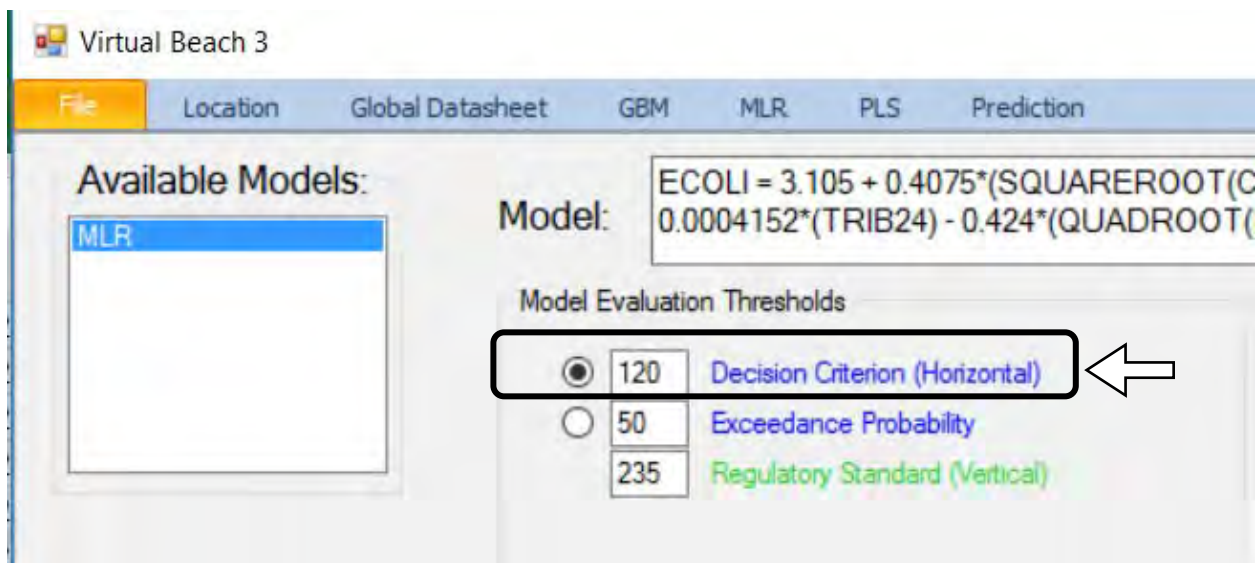 Virtual Beach 3
File Location Global Datasheet GBM MLR PLS Prediction
Available Models:
MLR
Model:
ECOLI = 3.105 + 0.4075*(SQUAREROOT(C
0.0004152*(TRIB24) - 0.424*(QUADROOT(
Model Evaluation Thresholds
120 Decision Criterion (Horizontal)
50 Exceedance Probability
235 Regulatory Standard (Vertical)